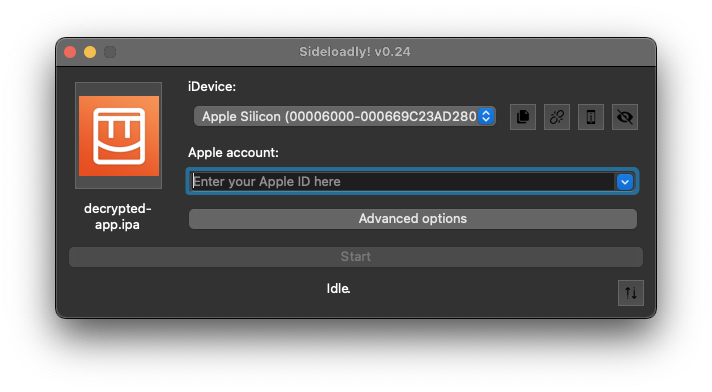 Sideloadly! v0.24
iDevice:
Apple Silicon (00006000-000669C23AD280
Apple account:
Enter your Apple ID here
decrypted-
app.ipa
Advanced options
Start
Idle.